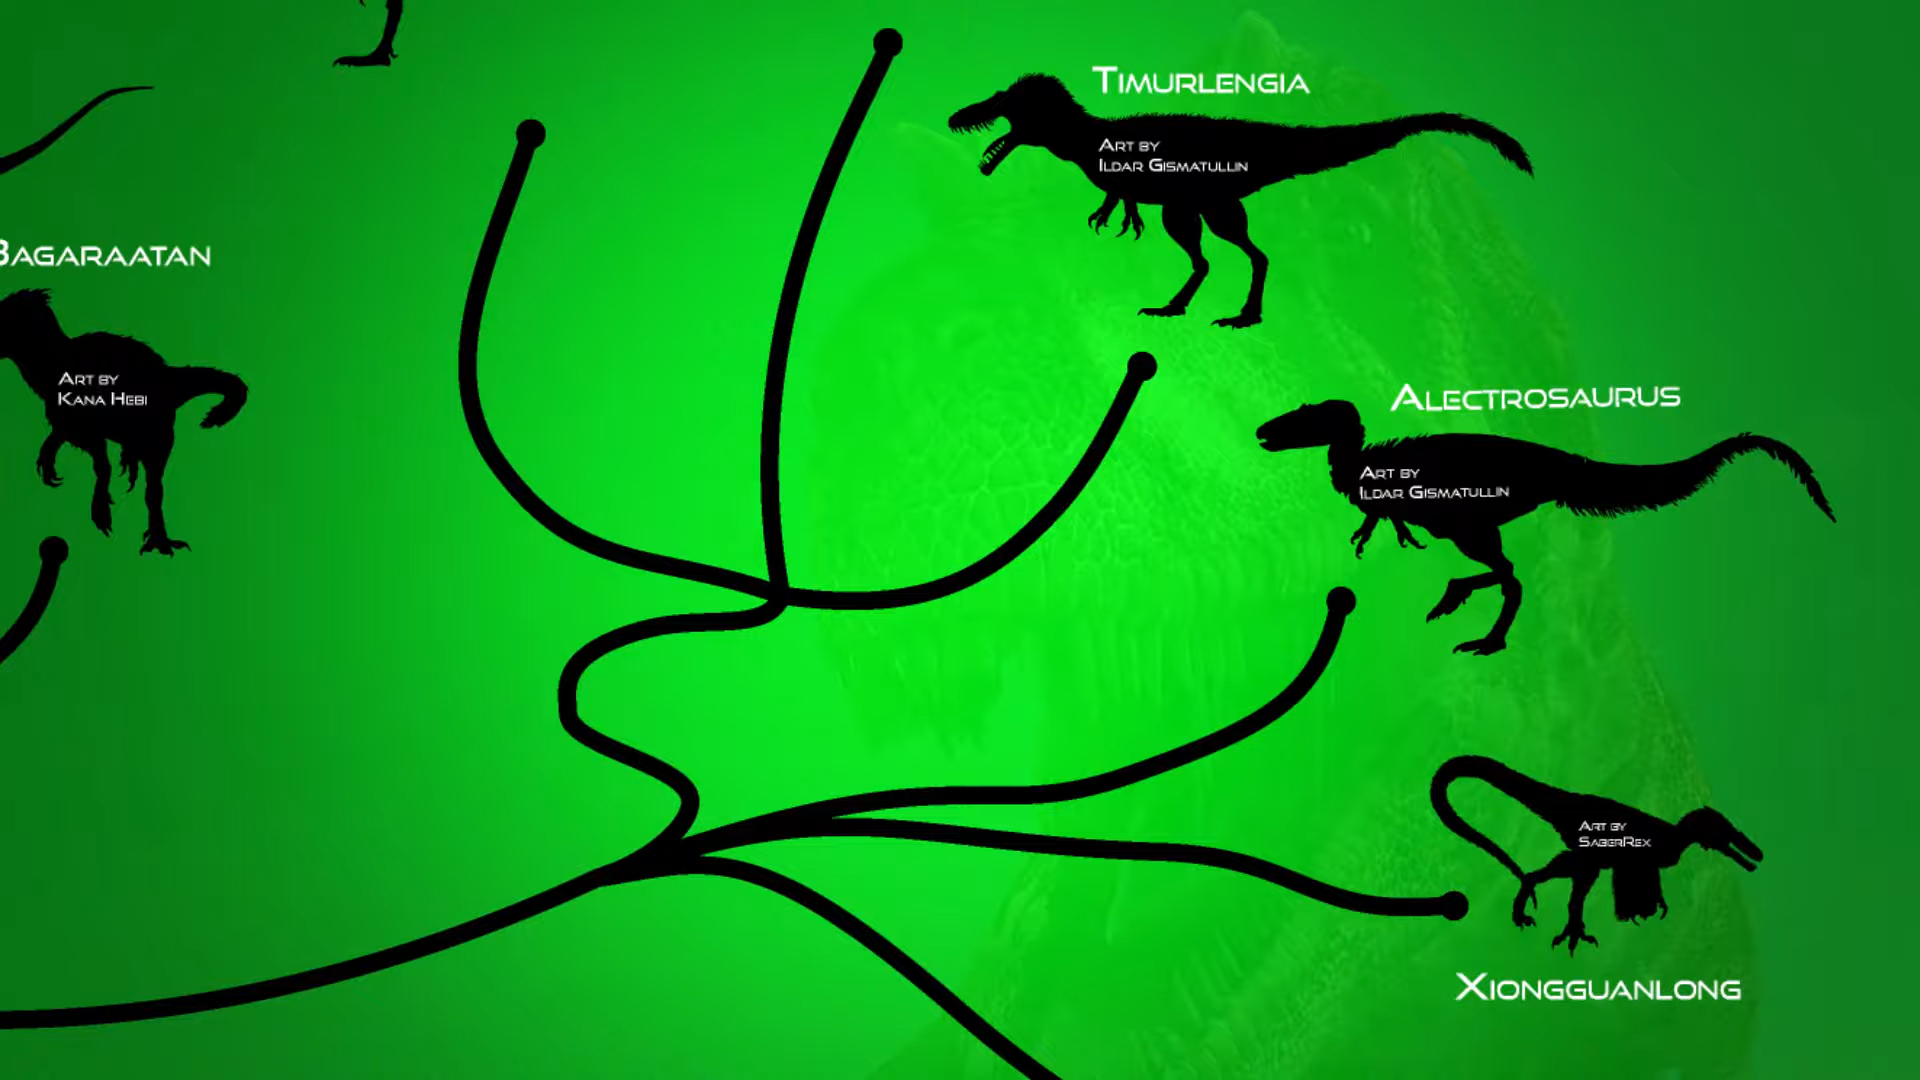 Timurlengia
Art by
Ildar Gismatullin
Bagaraatan
Art by
Kana Hebi
Alectrosaurus
Art by
Ildar Gismatullin
Art by
SaberRex
Xiongguanlong